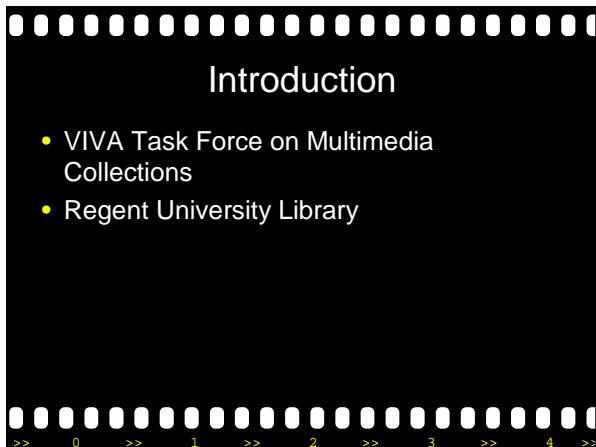 Introduction
• VIVA Task Force on Multimedia
Collections
• Regent University Library
>> 0 >> 1 >> 2 >> 3 >> 4 >>